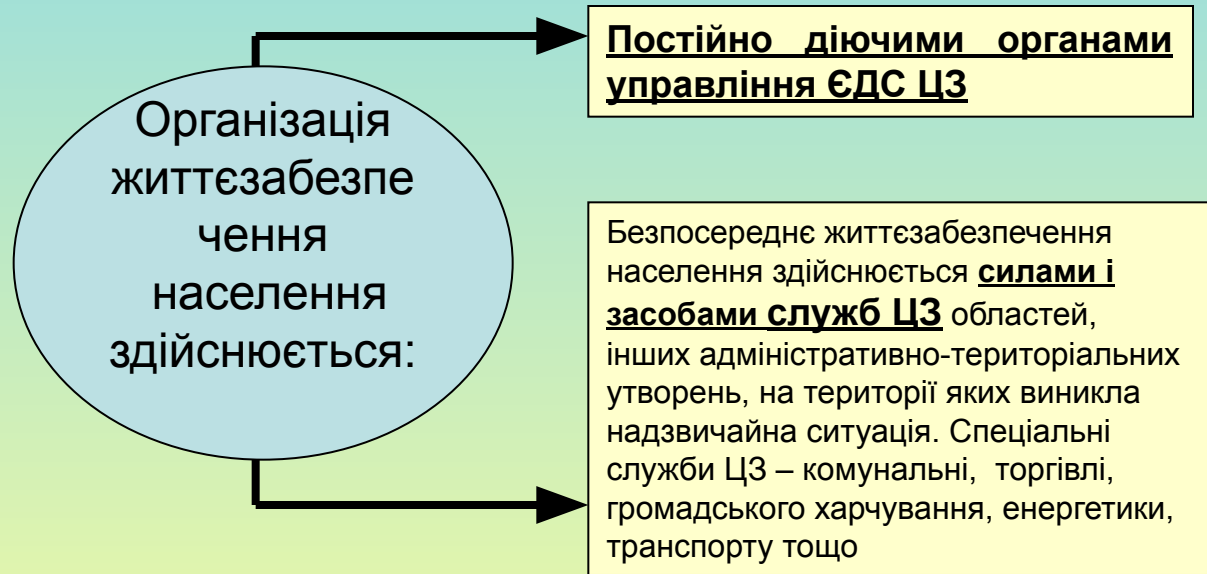 Організація
життєзабезпе
чення
населення
здійснюється:
Постійно діючими органами
управління ЄДС ЦЗ
Безпосереднє життєзабезпечення
населення здійснюється силами і
засобами служб ЦЗ областей,
інших адміністративно-територіальних
утворень, на території яких виникла
надзвичайна ситуація. Спеціальні
служби ЦЗ – комунальні, торгівлі,
громадського харчування, енергетики,
транспорту тощо